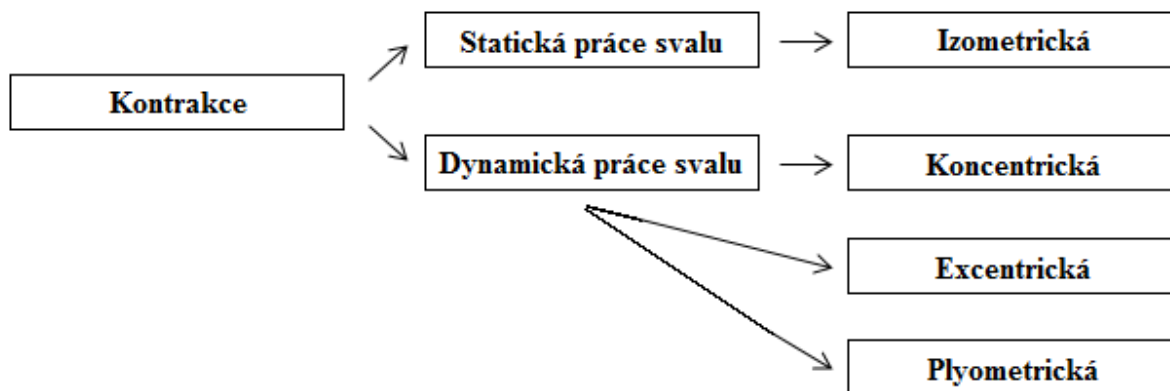 Kontrakce
Statická práce svalu
Izometrická
Dynamická práce svalu
Koncentrická
Excentrická
Plyometrická